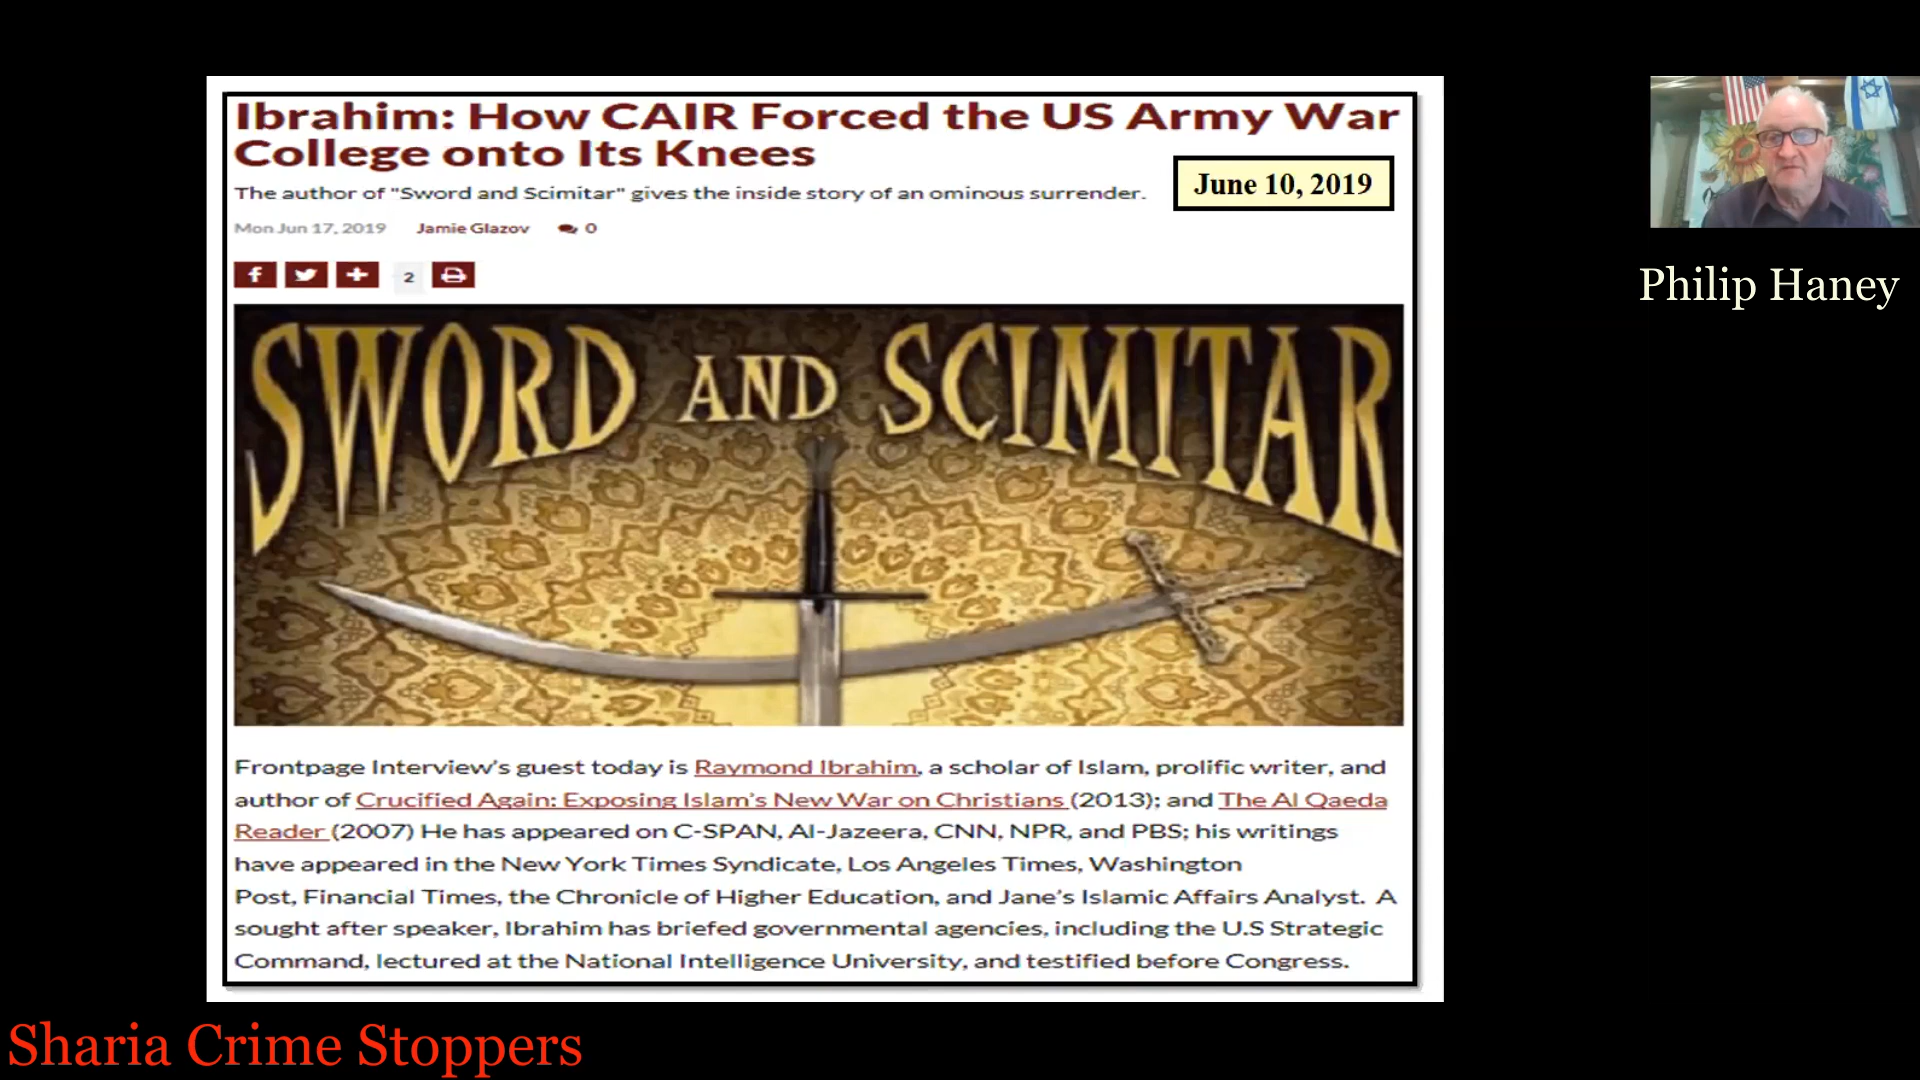 Ibrahim: How CAIR Forced the US Army War
College onto Its Knees
The author of "Sword and Scimitar" gives the inside story of an ominous surrender.
June 10, 2019
Mon Jun 17, 2019 Jamie Glazov 0
2
SWORD AND SCIMITAR
Frontpage Interview's guest today is Raymond Ibrahim, a scholar of Islam, prolific writer, and
author of Crucified Again: Exposing Islam's New War on Christians (2013); and The Al Qaeda
Reader (2007) He has appeared on C-SPAN, Al-Jazeera, CNN, NPR, and PBS; his writings
have appeared in the New York Times Syndicate, Los Angeles Times, Washington
Post, Financial Times, the Chronicle of Higher Education, and Jane's Islamic Affairs Analyst. A
sought after speaker, Ibrahim has briefed governmental agencies, including the U.S Strategic
Command, lectured at the National Intelligence University, and testified before Congress.
Philip Haney
Sharia Crime Stoppers